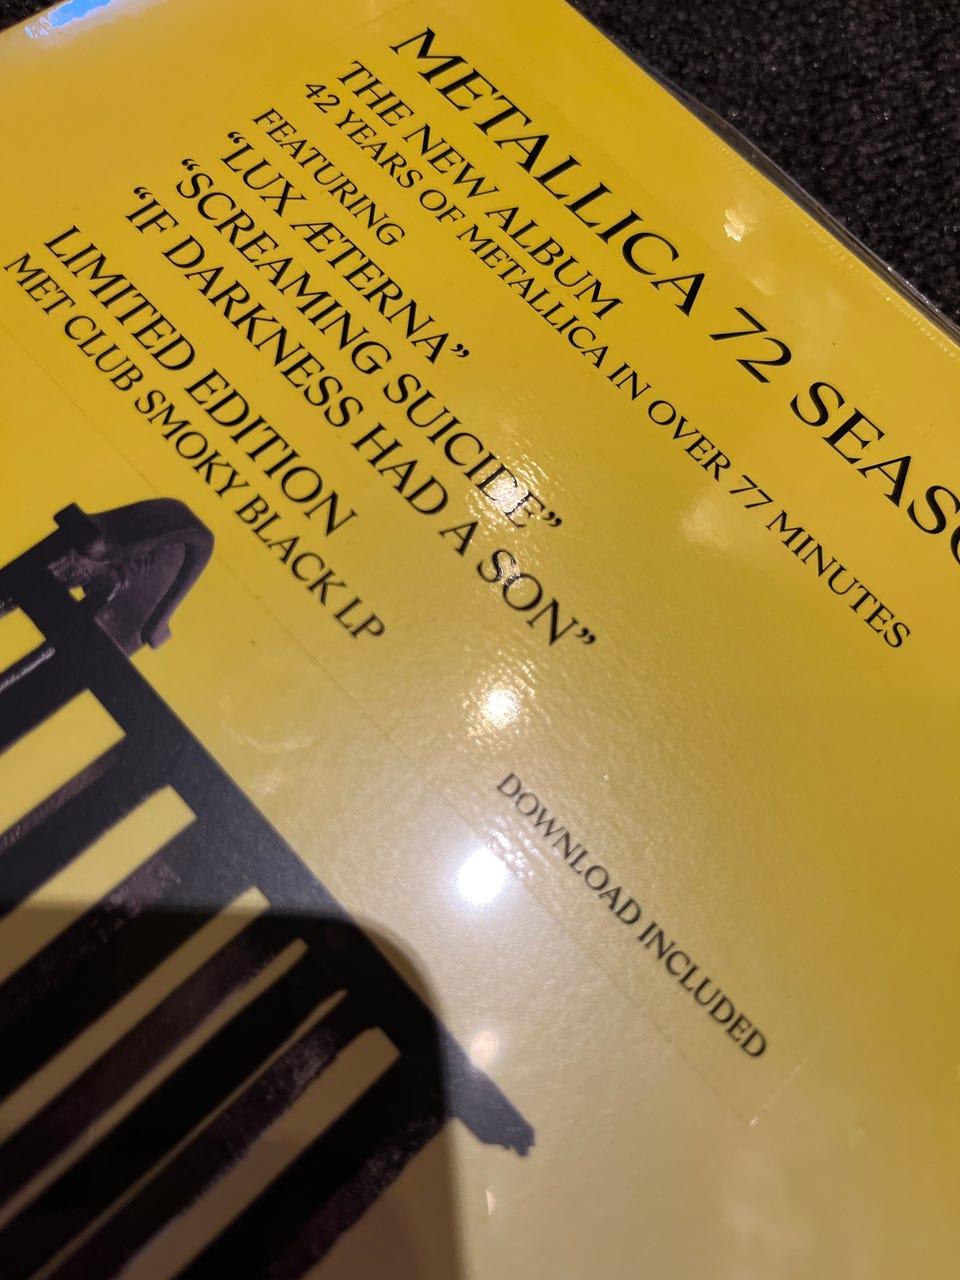 METALLICA 72 SEASO
THE NEW ALBUM
42 YEARS OF METALLICA IN OVER 77 MINUTES
FEATURING
“LUX ÆTERNA”
“SCREAMING SUICIDE”
“IF DARKNESS HAD A SON”
LIMITED EDITION
MET CLUB SMOKY BLACK LP
DOWNLOAD INCLUDED